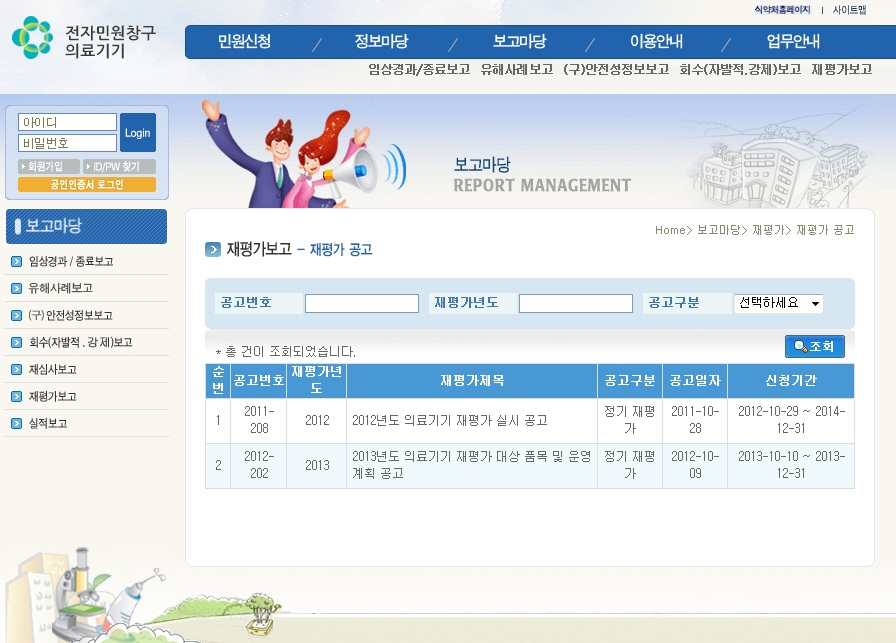 식약처홈페이지 | 사이트맵
전자민원창구
의료기기
민원신청 / 정보마당 / 보고마당 / 이용안내 / 업무안내
임상경과/종료보고 유해사례보고 (구)안전성정보보고 회수(자발적,강제)보고 재평가보고
아이디
비밀번호
Login
회원가입 ID/PW 찾기
공인인증서 로그인
보고마당
REPORT MANAGEMENT
보고마당
임상경과 / 종료보고
유해사례보고
(구) 안전성정보보고
회수(자발적 . 강 제)보고
재심사보고
재평가보고
실적보고
Home> 보고마당> 재평가> 재평가 공고
재평가보고 - 재평가 공고
공고번호 재평가년도 공고구분 선택하세요
* 총 건이 조회되었습니다.
조회
순번 공고번호 재평가년도 재평가제목 공고구분 공고일자 신청기간
1 2011-208 2012 2012년도 의료기기 재평가 실시 공고 정기 재평가 2011-10-28 2012-10-29 ~ 2014-12-31
2 2012-202 2013 2013년도 의료기기 재평가 대상 품목 및 운영계획 공고 정기 재평가 2012-10-09 2013-10-10 ~ 2013-12-31